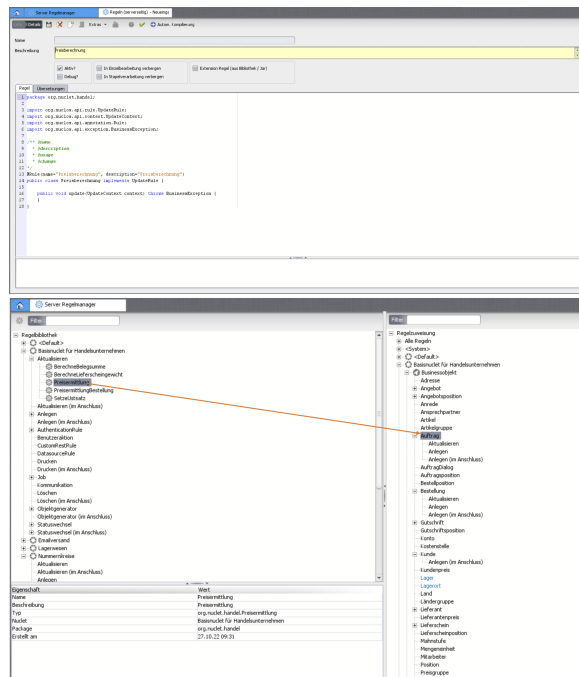 Server Regelmanager
Regeln (serverseitig) - Neueingabe
Details
Extras
Autom. Kompilierung
Name
Beschreibung
Preisberechnung
Aktiv?
In Einzelbearbeitung verbergen
Extension Regel (aus Bibliothek / Jar)
Debug?
In Stapelverarbeitung verbergen
Regel
Übersetzungen
1 package org.nuclet.handel;
2
3 import org.nuclos.api.rule.UpdateRule;
4 import org.nuclos.api.context.UpdateContext;
5 import org.nuclos.api.annotation.Rule;
6 import org.nuclos.api.exception.BusinessException;
7
8 /** @name
9 * @description
10 * @usage
11 * @change
12 */
13 @Rule(name="Preisberechnung", description="Preisberechnung")
14 public class Preisberechnung implements UpdateRule {
15
16 public void update(UpdateContext context) throws BusinessException {
17 }
18 }
Server Regelmanager
Filter
Regelbibliothek
<Default>
Basisnuclet für Handelsunternehmen
Aktualisieren
BerechneBelegsumme
BerechneLieferscheingewicht
Preisermittlung
PreisermittlungBestellung
SetzeUstsatz
Aktualisieren (im Anschluss)
Anlegen
Anlegen (im Anschluss)
AuthenticationRule
Benutzeraktion
CustomRestRule
DatasourceRule
Drucken
Drucken (im Anschluss)
Job
Kommunikation
Löschen
Löschen (im Anschluss)
Objektgenerator
Objektgenerator (im Anschluss)
Statuswechsel
Statuswechsel (im Anschluss)
Emailversand
Lagerwesen
Nummernkreise
Aktualisieren
Aktualisieren (im Anschluss)
Anlegen
Eigenschaft Wert
Name Preisermittlung
Beschreibung Preisermittlung
Typ org.nuclet.handel.Preisermittlung
Nuclet Basisnuclet für Handelsunternehmen
Package org.nuclet.handel
Erstellt am 27.10.22 09:31
Filter
Regelzuweisung
Alle Regeln
<System>
<Default>
Basisnuclet für Handelsunternehmen
Businessobjekt
Adresse
Angebot
Angebotsposition
Anrede
Ansprechpartner
Artikel
Artikelgruppe
Auftrag
Aktualisieren
Anlegen
Anlegen (im Anschluss)
AuftragDialog
Auftragsposition
Bestellposition
Bestellung
Aktualisieren
Anlegen
Anlegen (im Anschluss)
Gutschrift
Gutschriftsposition
Konto
Kostenstelle
Kunde
Anlegen (im Anschluss)
Kundenpreis
Lager
Lagerort
Land
Ländergruppe
Lieferant
Lieferantenpreis
Lieferschein
Lieferscheinposition
Mahnstufe
Mengeneinheit
Mitarbeiter
Position
Preisgruppe